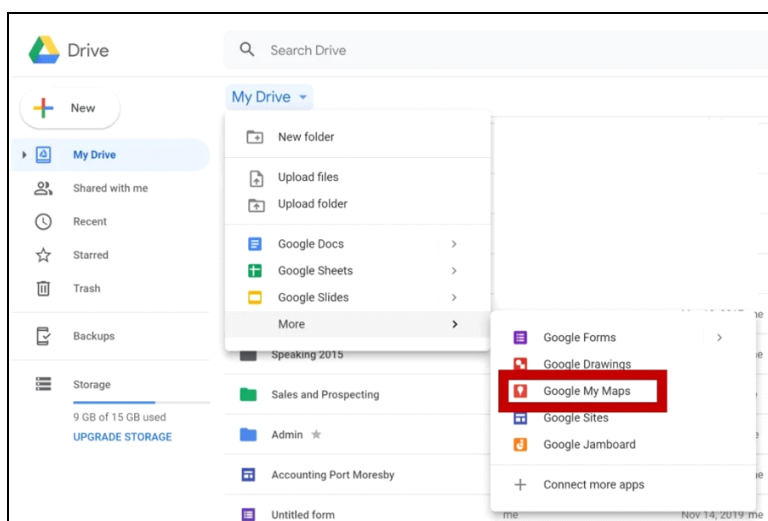 Drive
Search Drive
New
My Drive
My Drive
Shared with me
Recent
Starred
Trash
Backups
Storage
9 GB of 15 GB used
UPGRADE STORAGE
New folder
Upload files
Upload folder
Google Docs
Google Sheets
Google Slides
More
Google Forms
Google Drawings
Google My Maps
Google Sites
Google Jamboard
Connect more apps
Speaking 2015
Sales and Prospecting
Admin
Accounting Port Moresby
Untitled form
me
Nov 14, 2019 me